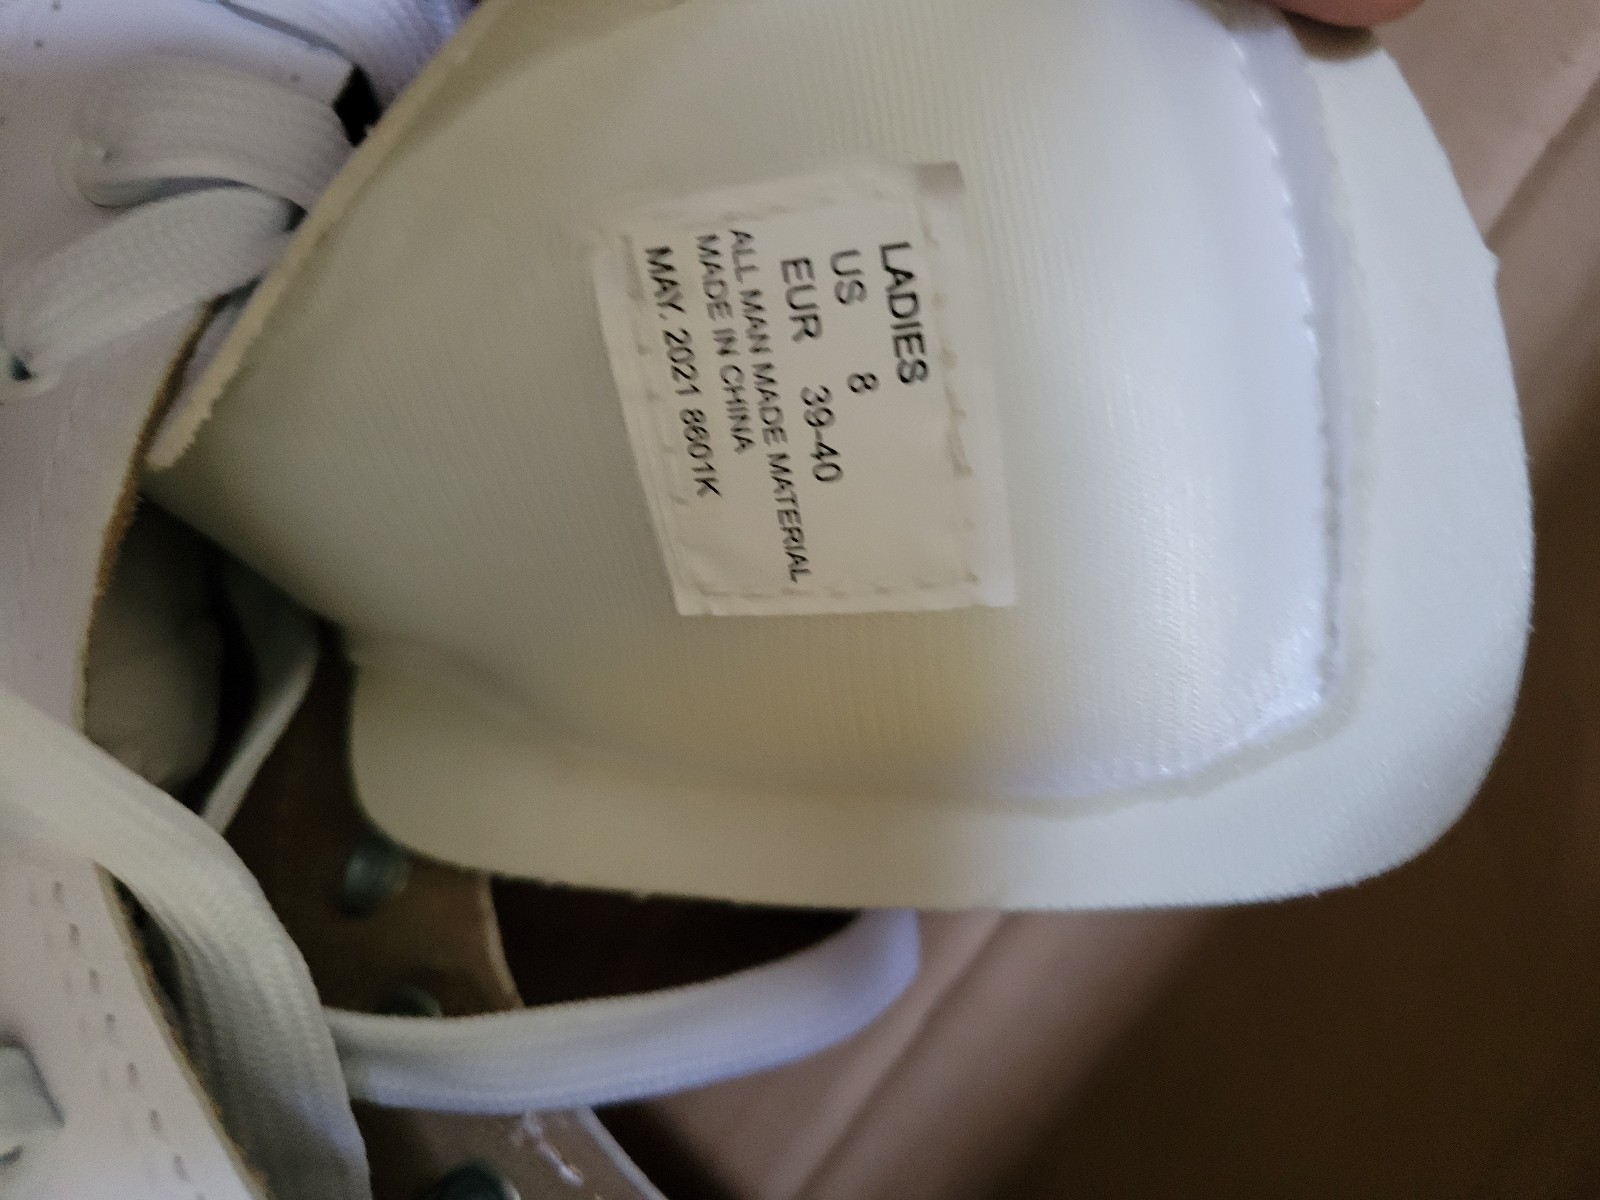 LADIES
US 8
EUR 39-40
ALL MAN MADE MATERIAL
MADE IN CHINA
MAY. 2021 8601K